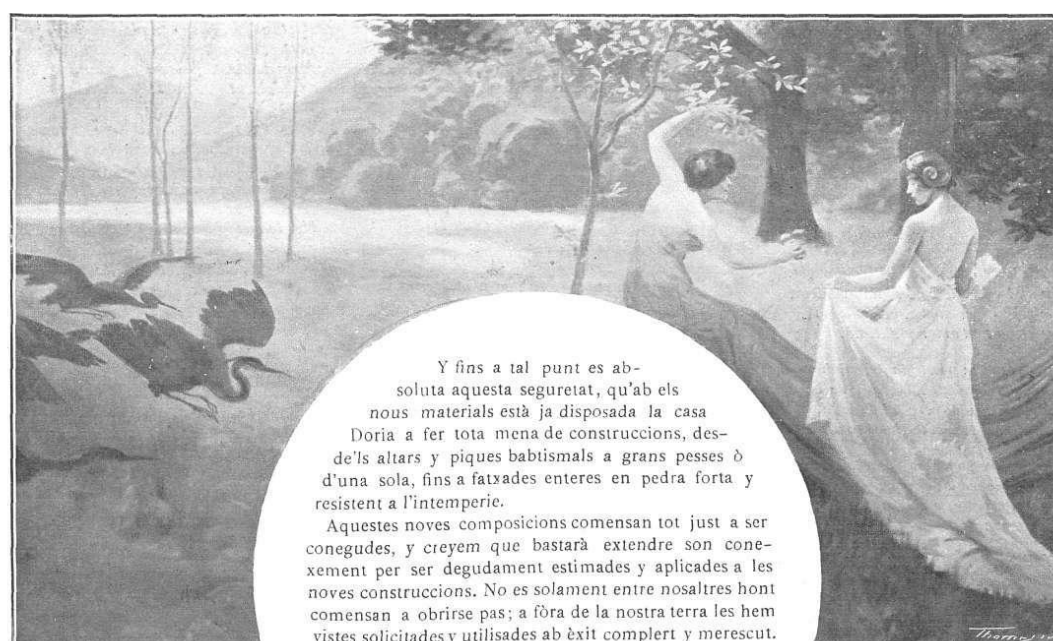 Y fins a tal punt es ab-
soluta aquesta seguretat, qu'ab els
nous materials està ja disposada la casa
Doria a fer tota mena de construccions, des-
de'ls altars y piques babtismals a grans pesses ò
d'una sola, fins a fatxades enteres en pedra forta y
resistent a l'intemperie.
Aquestes noves composicions comensan tot just a ser
conegudes, y creyem que bastarà extendre son cone-
xement per ser degudament estimades y aplicades a les
noves construccions. No es solament entre nosaltres hont
comensan a obrirse pas; a fòra de la nostra terra les hem
vistes solicitades y utilisades ab èxit complert y merescut.
Thomas